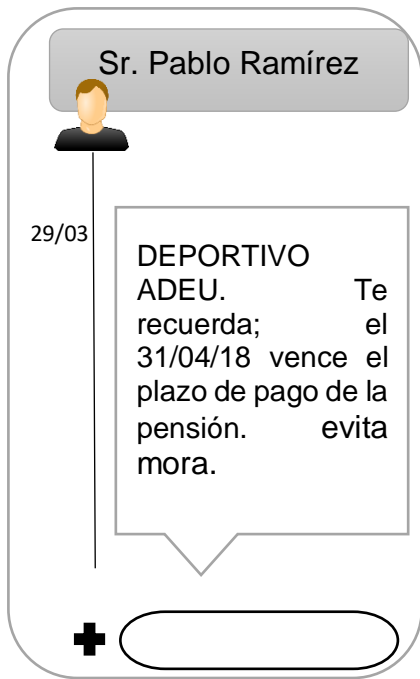 Sr. Pablo Ramírez
29/03
DEPORTIVO
ADEU. Te
recuerda; el
31/04/18 vence el
plazo de pago de la
pensión. evita
mora.